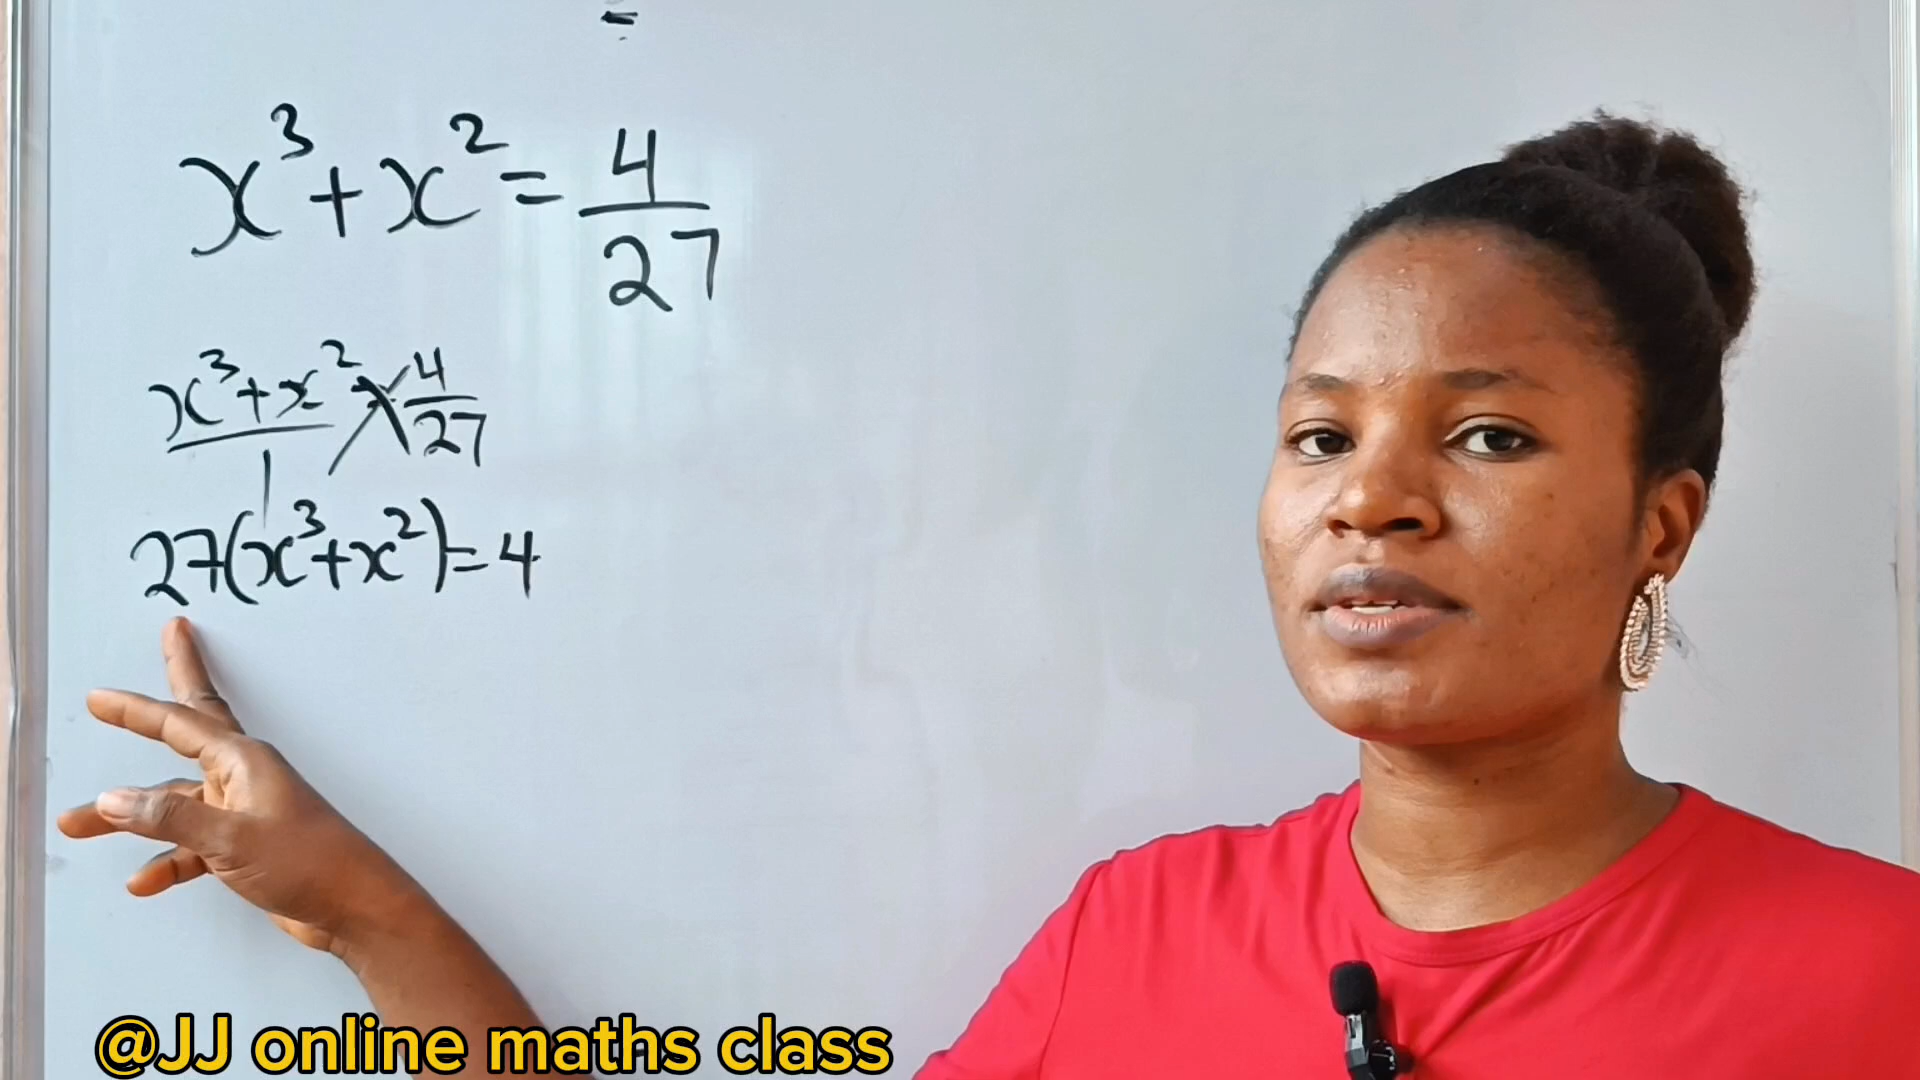 x³+x²=4/27
x³+x²/1 = 4/27
27(x³+x²)=4
@JJ online maths class